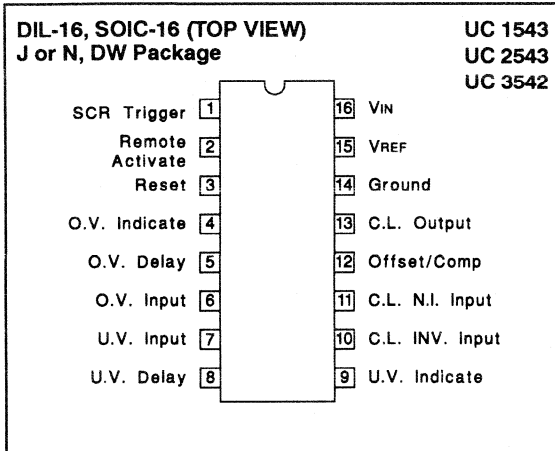 DIL-16, SOIC-16 (TOP VIEW)
J or N, DW Package
UC 1543
UC 2543
UC 3542
SCR Trigger 1
Remote
Activate 2
Reset 3
O.V. Indicate 4
O.V. Delay 5
O.V. Input 6
U.V. Input 7
U.V. Delay 8
16 VIN
15 VREF
14 Ground
13 C.L. Output
12 Offset/Comp
11 C.L. N.I. Input
10 C.L. INV. Input
9 U.V. Indicate